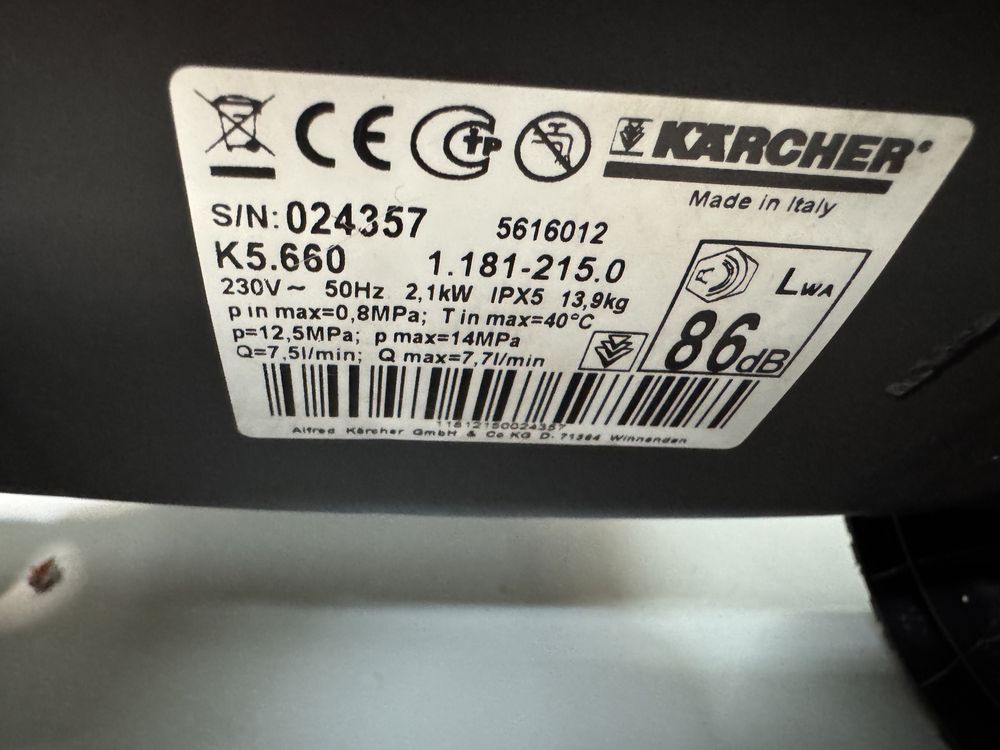 KÄRCHER
Made in Italy
S/N: 024357 5616012
K5.660 1.181-215.0
230V ~ 50Hz 2,1kW IPX5 13,9kg
p in max=0,8MPa; T in max=40°C
p=12,5MPa; p max=14MPa
Q=7,5l/min; Q max=7,7l/min
LWA
86dB
11812150024357
Alfred Kärcher GmbH & Co KG D- 71364 Winnenden